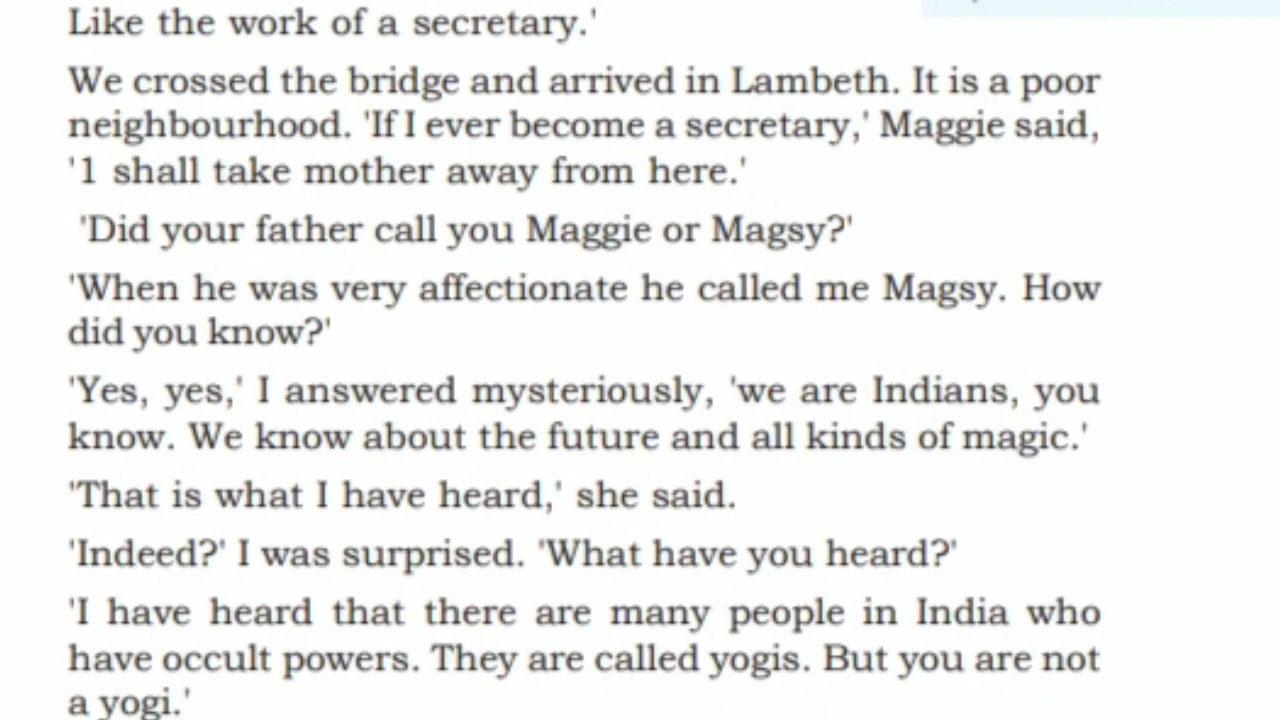 Like the work of a secretary.'
We crossed the bridge and arrived in Lambeth. It is a poor
neighbourhood. 'If I ever become a secretary,' Maggie said,
'1 shall take mother away from here.'
'Did your father call you Maggie or Magsy?'
'When he was very affectionate he called me Magsy. How
did you know?'
'Yes, yes,' I answered mysteriously, 'we are Indians, you
know. We know about the future and all kinds of magic.'
'That is what I have heard,' she said.
'Indeed?' I was surprised. 'What have you heard?'
'I have heard that there are many people in India who
have occult powers. They are called yogis. But you are not
a yogi.'